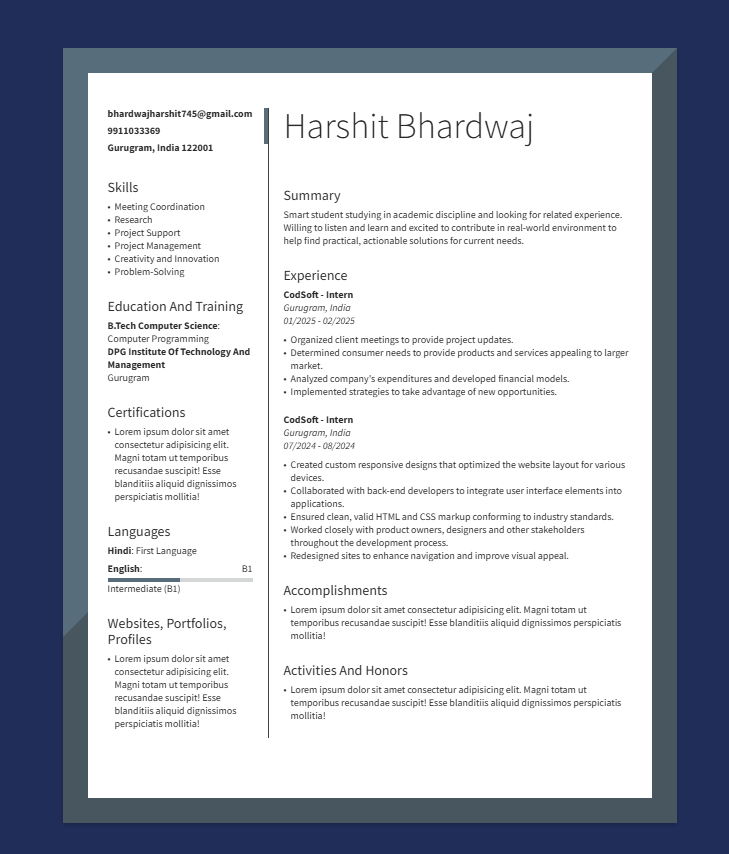 bhardwajharshit745@gmail.com
9911033369
Gurugram, India 122001
Skills
• Meeting Coordination
• Research
• Project Support
• Project Management
• Creativity and Innovation
• Problem-Solving
Education And Training
B.Tech Computer Science:
Computer Programming
DPG Institute Of Technology And
Management
Gurugram
Certifications
• Lorem ipsum dolor sit amet
consectetur adipisicing elit.
Magni totam ut temporibus
recusandae suscipit! Esse
blanditiis aliquid dignissimos
perspiciatis mollitia!
Languages
Hindi: First Language
English: B1
Intermediate (B1)
Websites, Portfolios,
Profiles
• Lorem ipsum dolor sit amet
consectetur adipisicing elit.
Magni totam ut temporibus
recusandae suscipit! Esse
blanditiis aliquid dignissimos
perspiciatis mollitia!
Harshit Bhardwaj
Summary
Smart student studying in academic discipline and looking for related experience.
Willing to listen and learn and excited to contribute in real-world environment to
help find practical, actionable solutions for current needs.
Experience
CodSoft - Intern
Gurugram, India
01/2025 - 02/2025
• Organized client meetings to provide project updates.
• Determined consumer needs to provide products and services appealing to larger
market.
• Analyzed company's expenditures and developed financial models.
• Implemented strategies to take advantage of new opportunities.
CodSoft - Intern
Gurugram, India
07/2024 - 08/2024
• Created custom responsive designs that optimized the website layout for various
devices.
• Collaborated with back-end developers to integrate user interface elements into
applications.
• Ensured clean, valid HTML and CSS markup conforming to industry standards.
• Worked closely with product owners, designers and other stakeholders
throughout the development process.
• Redesigned sites to enhance navigation and improve visual appeal.
Accomplishments
• Lorem ipsum dolor sit amet consectetur adipisicing elit. Magni totam ut
temporibus recusandae suscipit! Esse blanditiis aliquid dignissimos perspiciatis
mollitia!
Activities And Honors
• Lorem ipsum dolor sit amet consectetur adipisicing elit. Magni totam ut
temporibus recusandae suscipit! Esse blanditiis aliquid dignissimos perspiciatis
mollitia!